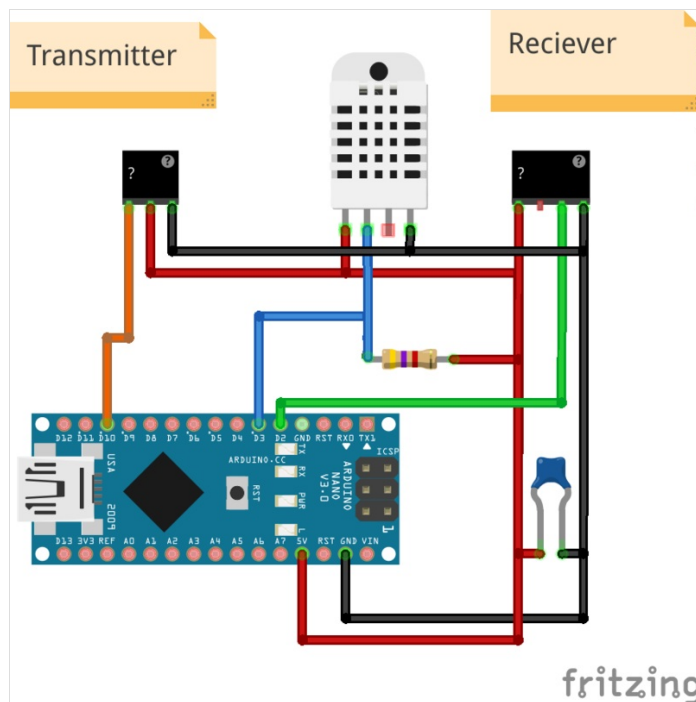 Transmitter
Reciever
?
?
?
?
D12 D11 D10 D9 D8 D7 D6 D5 D4 D3 D2 GND RST RX0 TX1
TX
RX
PWR
L
ARDUINO.CC
RST
ARDUINO
NANO
V3.0
ICSP
1
USA
2009
D13 3V3 REF A0 A1 A2 A3 A4 A5 A6 A7 5V RST GND VIN
fritzing